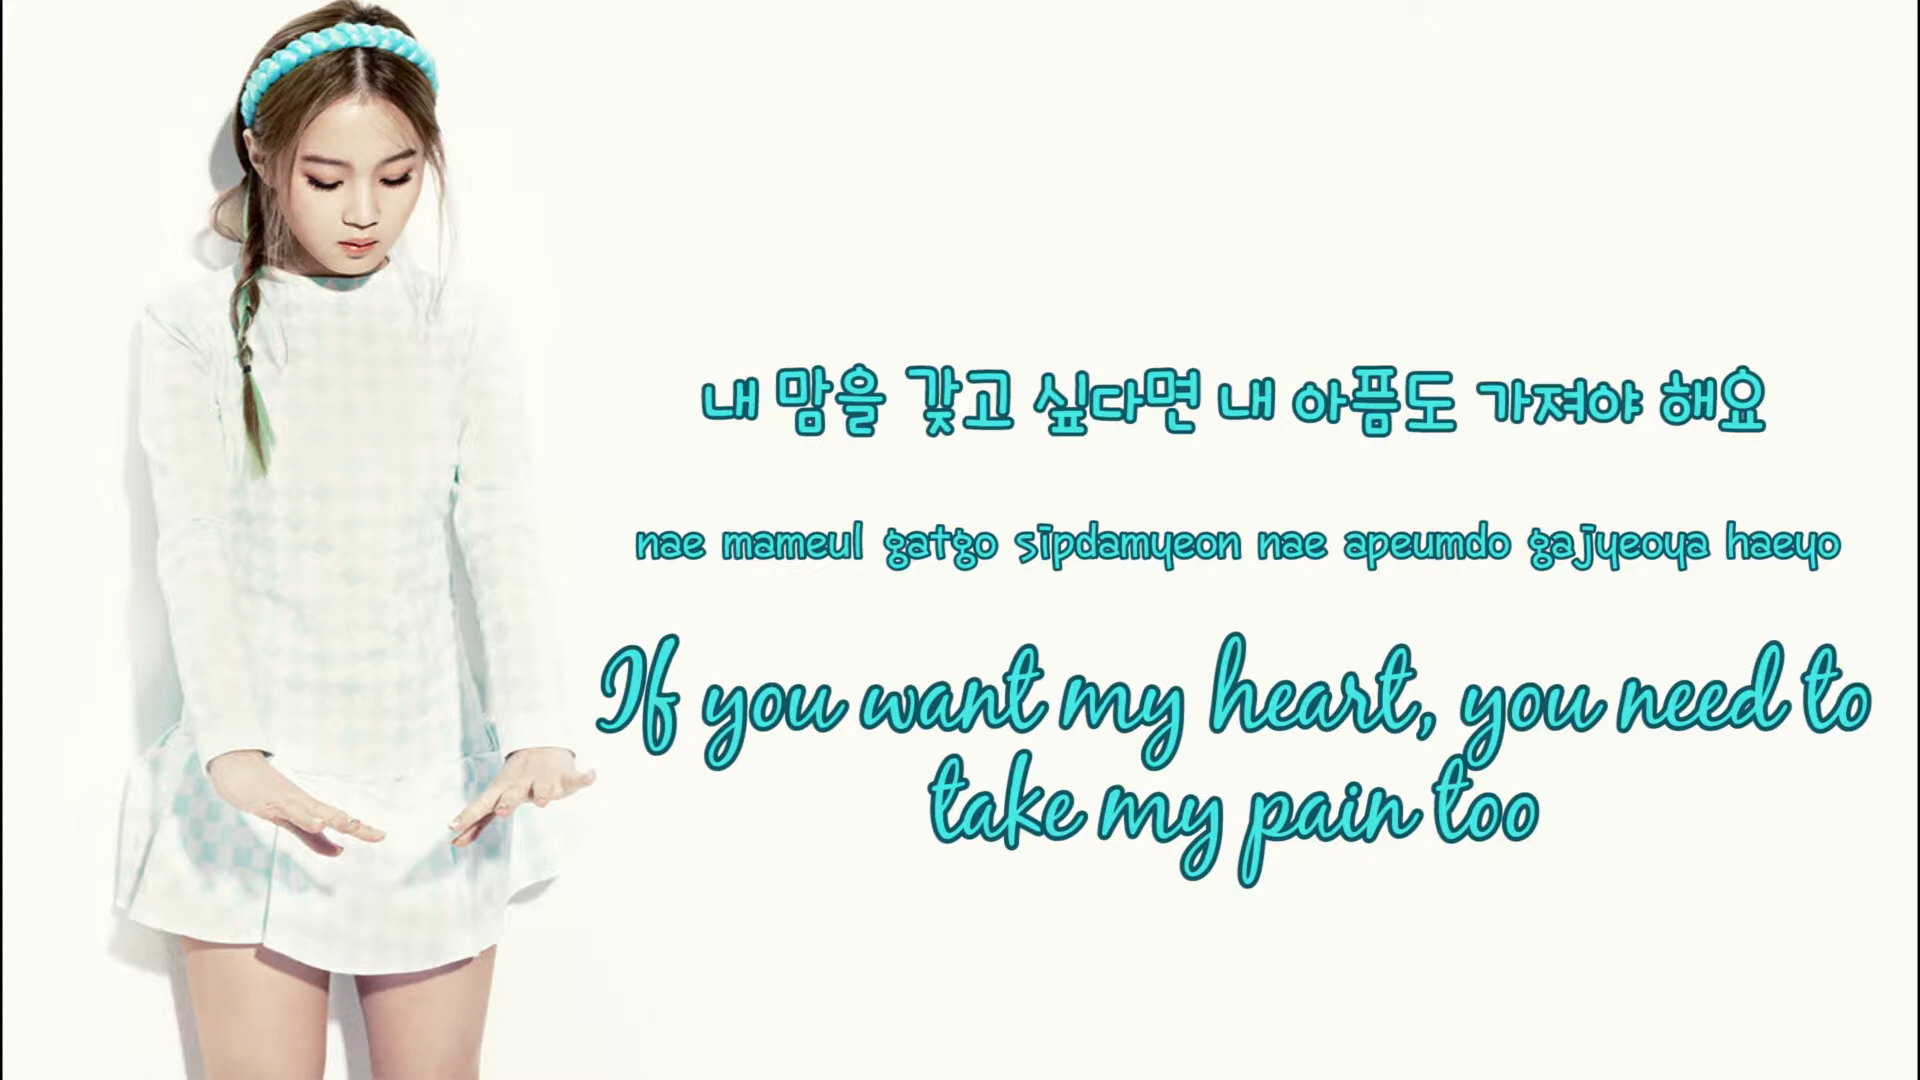 내 맘을 갖고 싶다면 내 아픔도 가져야 해요
nae mameul gatgo sipdamyeon nae apeumdo gajyeoya haeyo
If you want my heart, you need to
take my pain too